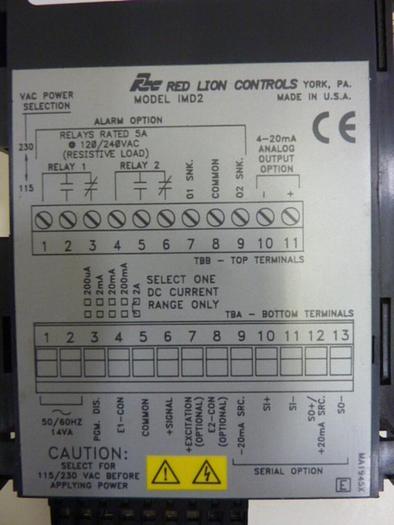 RLC RED LION CONTROLS YORK, PA.
MODEL IMD2 MADE IN U.S.A.
VAC POWER
SELECTION
230
115
ALARM OPTION
RELAYS RATED 5A
@ 120/240VAC
(RESISTIVE LOAD)
RELAY 1 RELAY 2
O1 SNK.
COMMON
O2 SNK.
4-20mA
ANALOG
OUTPUT
OPTION
- +
CE
1 2 3 4 5 6 7 8 9 10 11
TBB - TOP TERMINALS
200uA
2mA
20mA
200mA
2A
SELECT ONE
DC CURRENT
RANGE ONLY
TBA - BOTTOM TERMINALS
1 2 3 4 5 6 7 8 9 10 11 12 13
50/60HZ
14VA
PGM. DIS.
E1-CON
COMMON
+SIGNAL
+EXCITATION
(OPTIONAL)
E2-CON
(OPTIONAL)
-20mA SRC.
SI+
SI-
SO+/
+20mA SRC.
SO-
SERIAL OPTION
CAUTION:
SELECT FOR
115/230 VAC BEFORE
APPLYING POWER
E